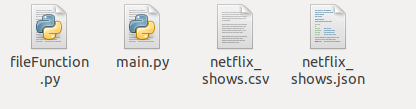 fileFunction
.py
main.py
netflix_
shows.csv
netflix_
shows.json